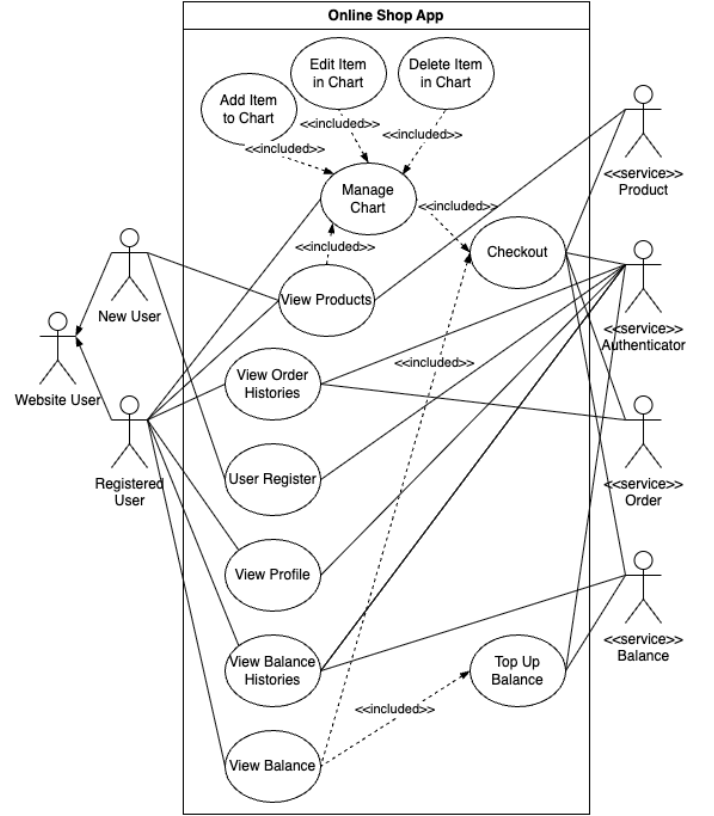 Online Shop App
Edit Item
in Chart
Delete Item
in Chart
Add Item
to Chart
<<included>>
<<included>>
<<included>>
<<service>>
Product
Manage
Chart
<<included>>
<<included>>
Checkout
New User
View Products
<<service>>
Authenticator
Website User
<<included>>
View Order
Histories
Registered
User
User Register
<<service>>
Order
View Profile
<<service>>
Balance
View Balance
Histories
Top Up
Balance
<<included>>
View Balance